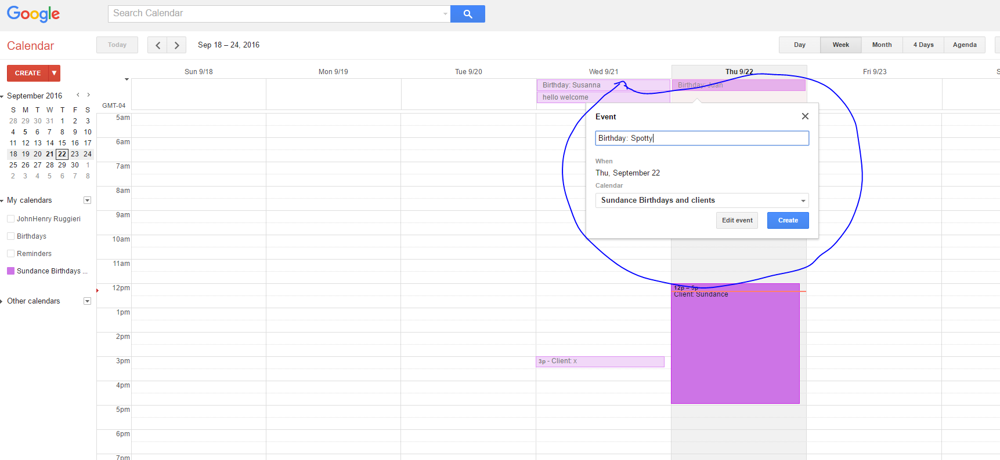 Google
Search Calendar
Calendar
Today
Sep 18 – 24, 2016
Day
Week
Month
4 Days
Agenda
CREATE
Sun 9/18
Mon 9/19
Tue 9/20
Wed 9/21
Thu 9/22
Fri 9/23
S
GMT-04
Birthday: Susanna
Birthday: Juan
hello welcome
September 2016
S M T W T F S
28 29 30 31 1 2 3
4 5 6 7 8 9 10
11 12 13 14 15 16 17
18 19 20 21 22 23 24
25 26 27 28 29 30 1
2 3 4 5 6 7 8
My calendars
JohnHenry Ruggieri
Birthdays
Reminders
Sundance Birthdays ...
Other calendars
5am
6am
7am
8am
9am
10am
11am
12pm
1pm
2pm
3pm
4pm
5pm
6pm
7pm
Event
Birthday: Spotty
When
Thu, September 22
Calendar
Sundance Birthdays and clients
Edit event
Create
12p – 5p
Client: Sundance
3p - Client: x